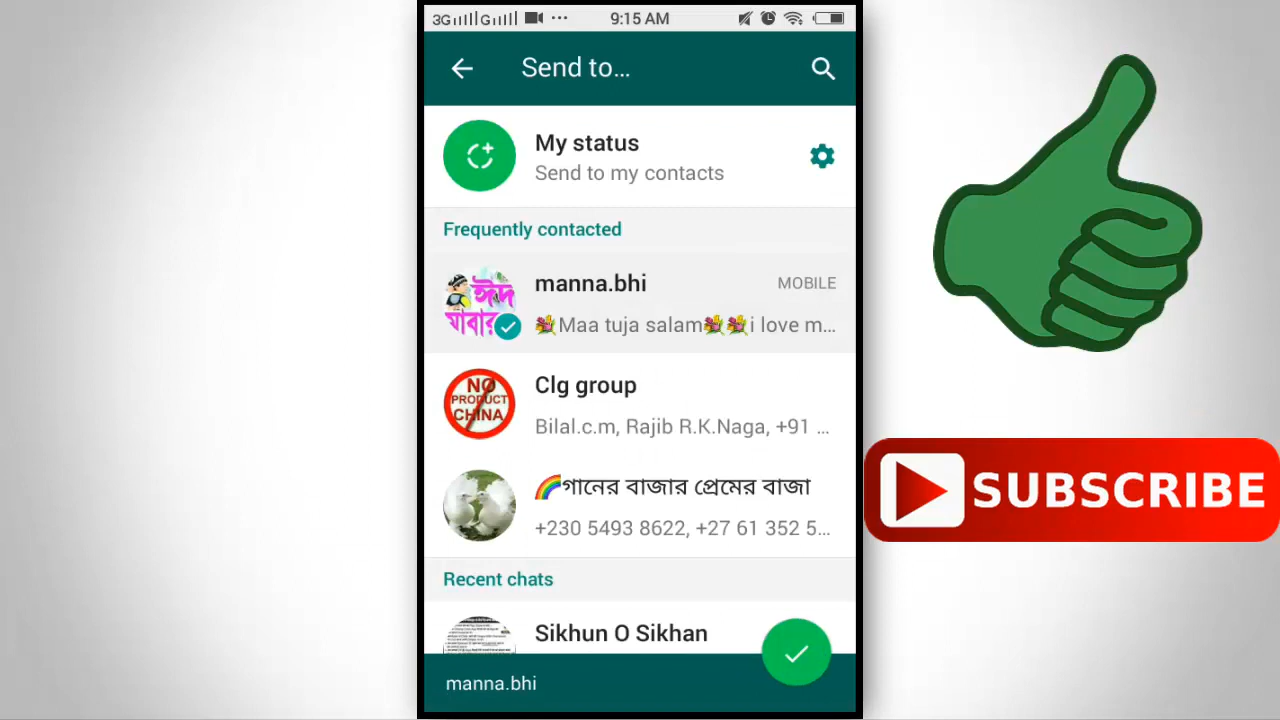 3G G ... 9:15 AM
Send to...
My status
Send to my contacts
Frequently contacted
ঈদ
মাবারক
manna.bhi MOBILE
💐Maa tuja salam💐💐i love m...
NO
PRODUCT
CHINA
Clg group
Bilal.c.m, Rajib R.K.Naga, +91 ...
🌈গানের বাজার প্রেমের বাজা
+230 5493 8622, +27 61 352 5...
Recent chats
Sikhun O Sikhan
manna.bhi
SUBSCRIBE